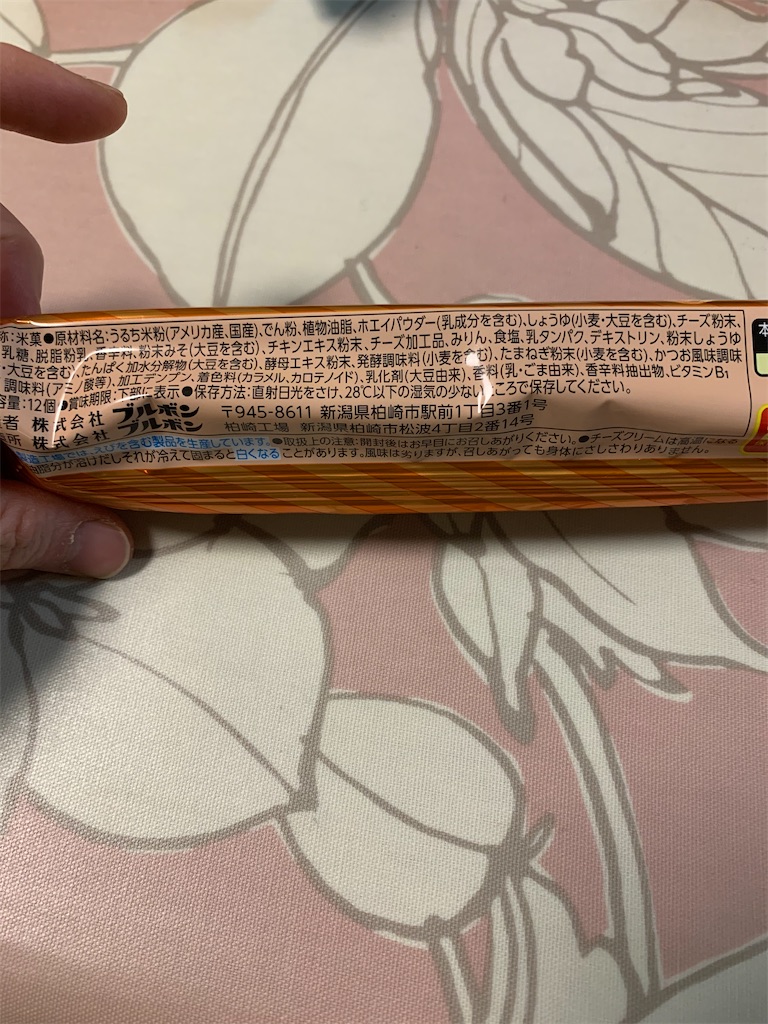 称:米菓●原材料名:うるち米粉(アメリカ産、国産)、でん粉、植物油脂、ホエイパウダー(乳成分を含む)、しょうゆ(小麦・大豆を含む)、チーズ粉末、
乳糖、脱脂粉乳、香辛料、粉末みそ(大豆を含む)、チキンエキス粉末、チーズ加工品、みりん、食塩、乳タンパク、デキストリン、粉末しょうゆ
・大豆を含む)、たんぱく加水分解物(大豆を含む)、酵母エキス粉末、発酵調味料(小麦を含む)、たまねぎ粉末(小麦を含む)、かつお風味調味
調味料(アミノ酸等)、加工デンプン、着色料(カラメル、カロテノイド)、乳化剤(大豆由来)、香料(乳・ごま由来)、香辛料抽出物、ビタミンB₁
容量:12個●賞味期限:下部に表示●保存方法:直射日光をさけ、28℃以下の湿気の少ないところで保存してください。
者 株式会社 ブルボン 〒945-8611 新潟県柏崎市駅前1丁目3番1号
所 株式会社 ブルボン 柏崎工場 新潟県柏崎市松波4丁目2番14号
製造工場では、えびを含む製品を生産しています。●取扱上の注意:開封後はお早目にお召しあがりください。●チーズクリームは高温になる
油脂分が溶けだしそれが冷えて固まると白くなることがあります。風味は劣りますが、召しあがっても身体にさしさわりありません。
本